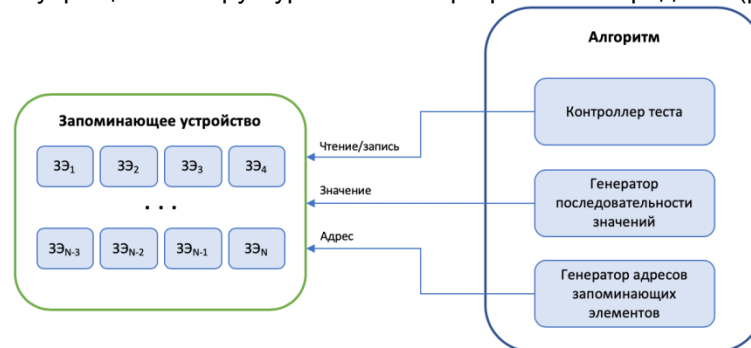 Алгоритм
Запоминающее устройство
Контроллер теста
Чтение/запись
ЗЭ1 ЗЭ2 ЗЭ3 ЗЭ4
Генератор
последовательности
значений
Значение
. . .
Адрес
ЗЭN-3 ЗЭN-2 ЗЭN-1 ЗЭN
Генератор адресов
запоминающих
элементов